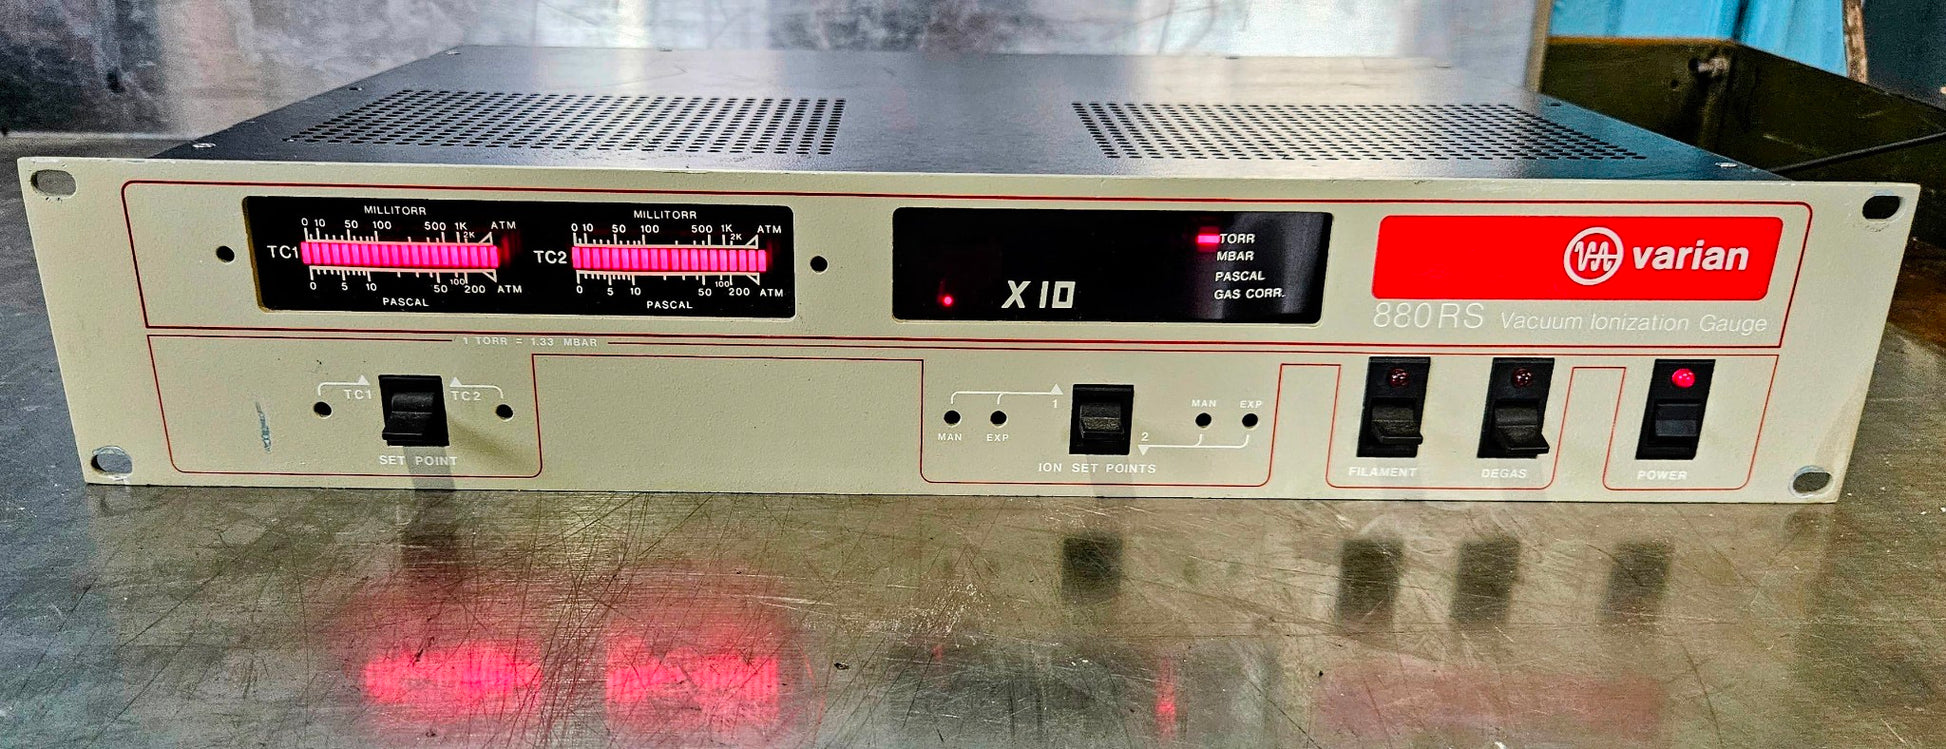 MILLITORR
0 10 50 100 500 1K 2K ATM
TC1
0 5 10 50 100 200 ATM
PASCAL
MILLITORR
0 10 50 100 500 1K 2K ATM
TC2
0 5 10 50 100 200 ATM
PASCAL
X 10
TORR
MBAR
PASCAL
GAS CORR.
varian
880RS Vacuum Ionization Gauge
1 TORR = 1.33 MBAR
TC1 TC2
SET POINT
1
MAN EXP
MAN EXP
2
ION SET POINTS
FILAMENT
DEGAS
POWER